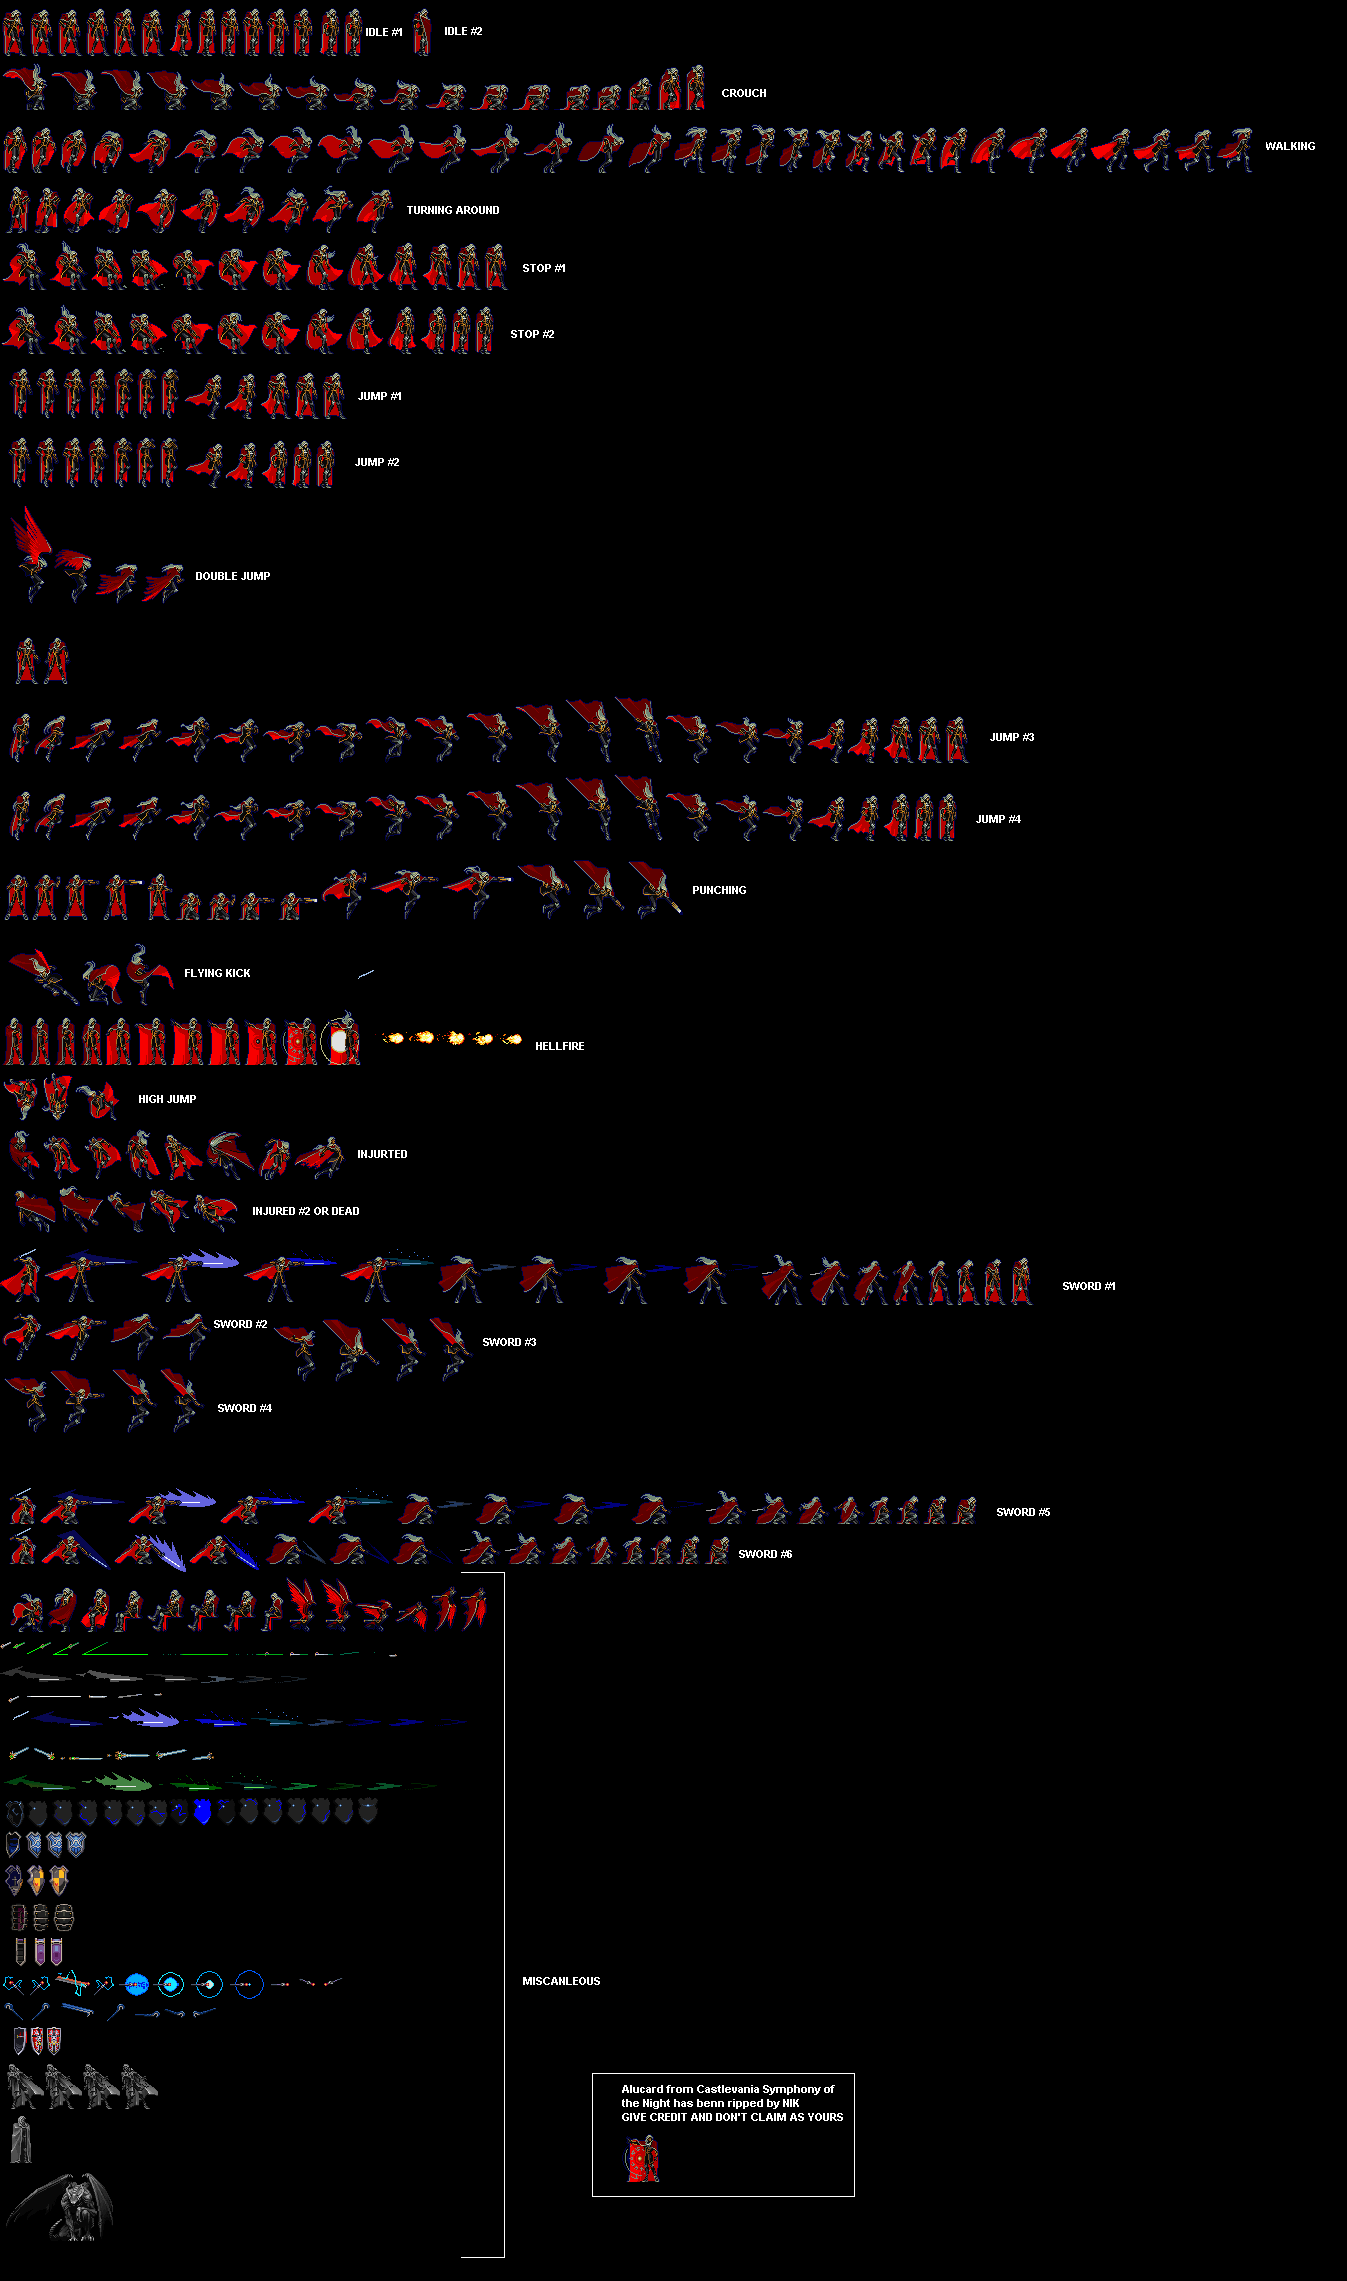 IDLE #1
IDLE #2
CROUCH
WALKING
TURNING AROUND
STOP #1
STOP #2
JUMP #1
JUMP #2
DOUBLE JUMP
JUMP #3
JUMP #4
PUNCHING
FLYING KICK
HELLFIRE
HIGH JUMP
INJURTED
INJURED #2 OR DEAD
SWORD #1
SWORD #2
SWORD #3
SWORD #4
SWORD #5
SWORD #6
MISCANLEOUS
Alucard from Castlevania Symphony of
the Night has benn ripped by NIK
GIVE CREDIT AND DON'T CLAIM AS YOURS